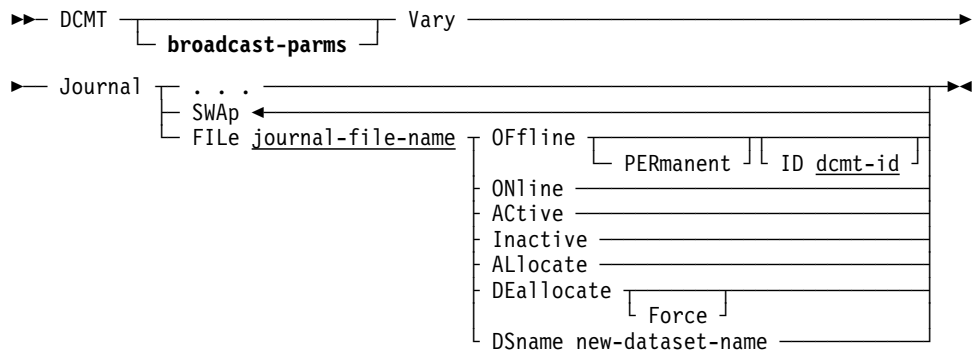 DCMT Vary
broadcast-parms
Journal . . .
SWAp
FILe journal-file-name OFfline
PERmanent ID dcmt-id
ONline
ACtive
Inactive
ALlocate
DEallocate
Force
DSname new-dataset-name